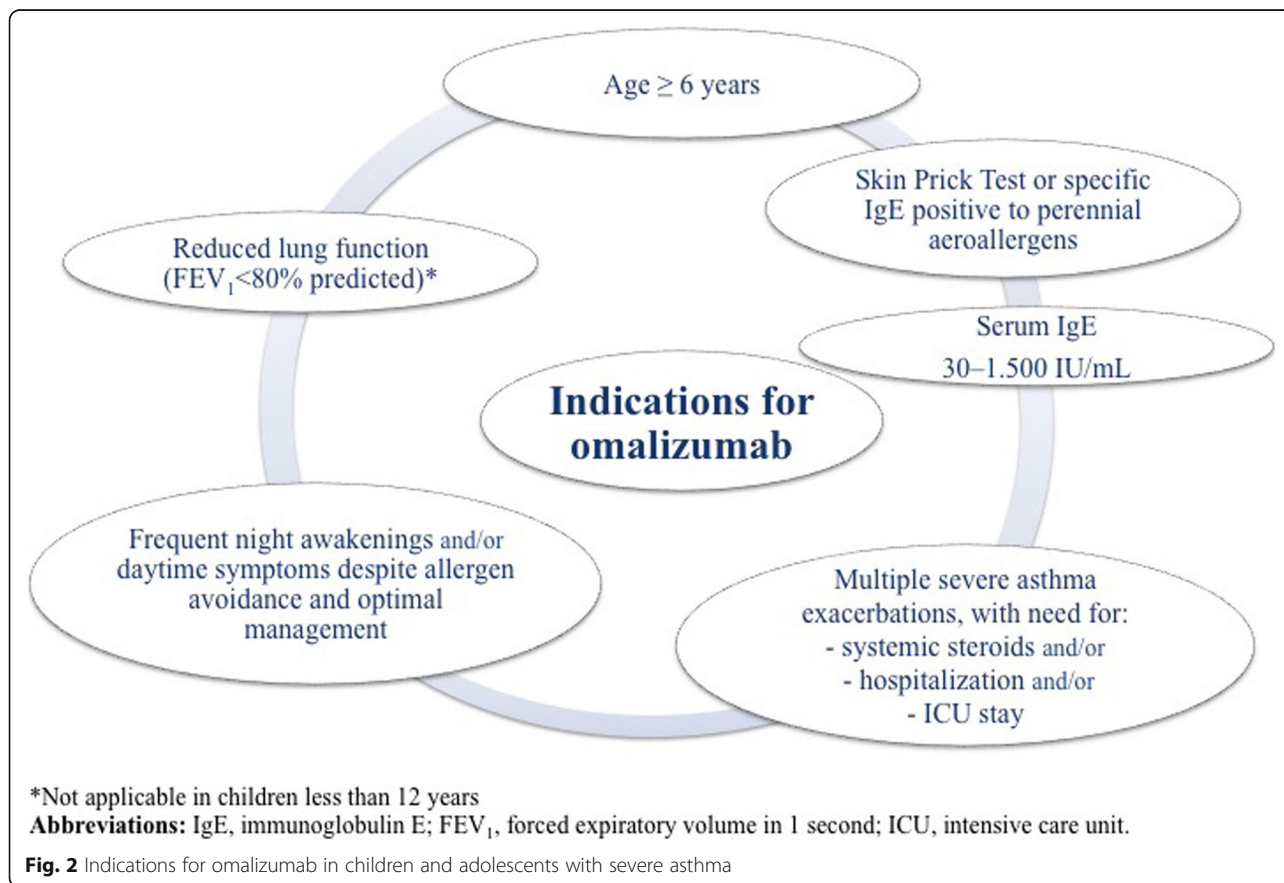 Age ≥ 6 years
Skin Prick Test or specific
IgE positive to perennial
aeroallergens
Reduced lung function
(FEV₁<80% predicted)*
Serum IgE
30–1.500 IU/mL
Indications for
omalizumab
Frequent night awakenings and/or
daytime symptoms despite allergen
avoidance and optimal
management
Multiple severe asthma
exacerbations, with need for:
- systemic steroids and/or
- hospitalization and/or
- ICU stay
*Not applicable in children less than 12 years
Abbreviations: IgE, immunoglobulin E; FEV₁, forced expiratory volume in 1 second; ICU, intensive care unit.
Fig. 2 Indications for omalizumab in children and adolescents with severe asthma